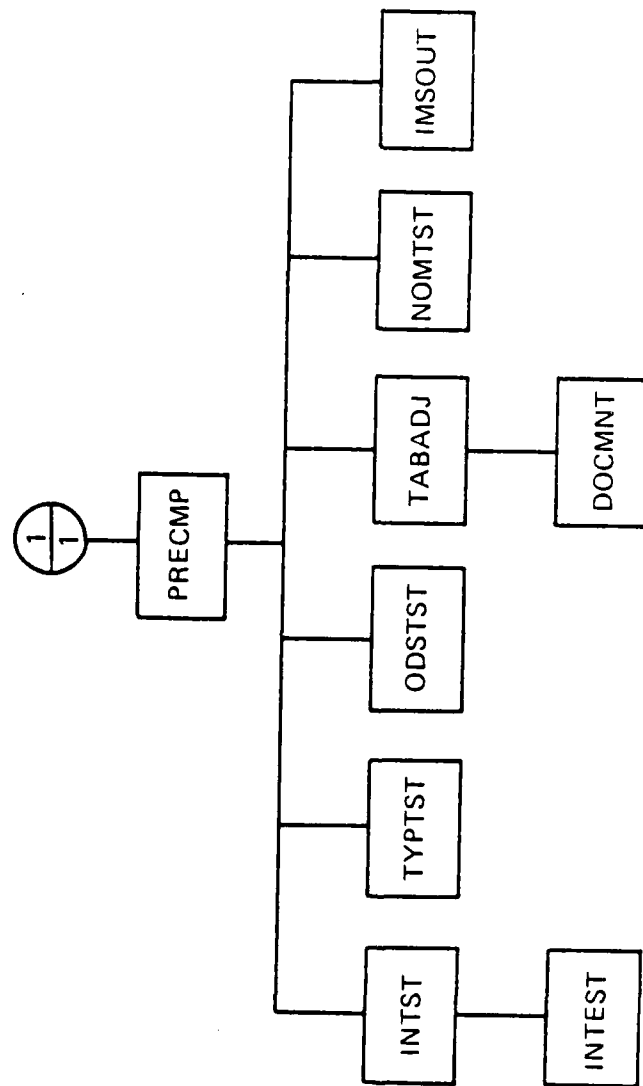 1
1
PRECMP
INTST
TYPTST
ODSTST
TABADJ
NOMTST
IMSOUT
INTEST
DOCMNT